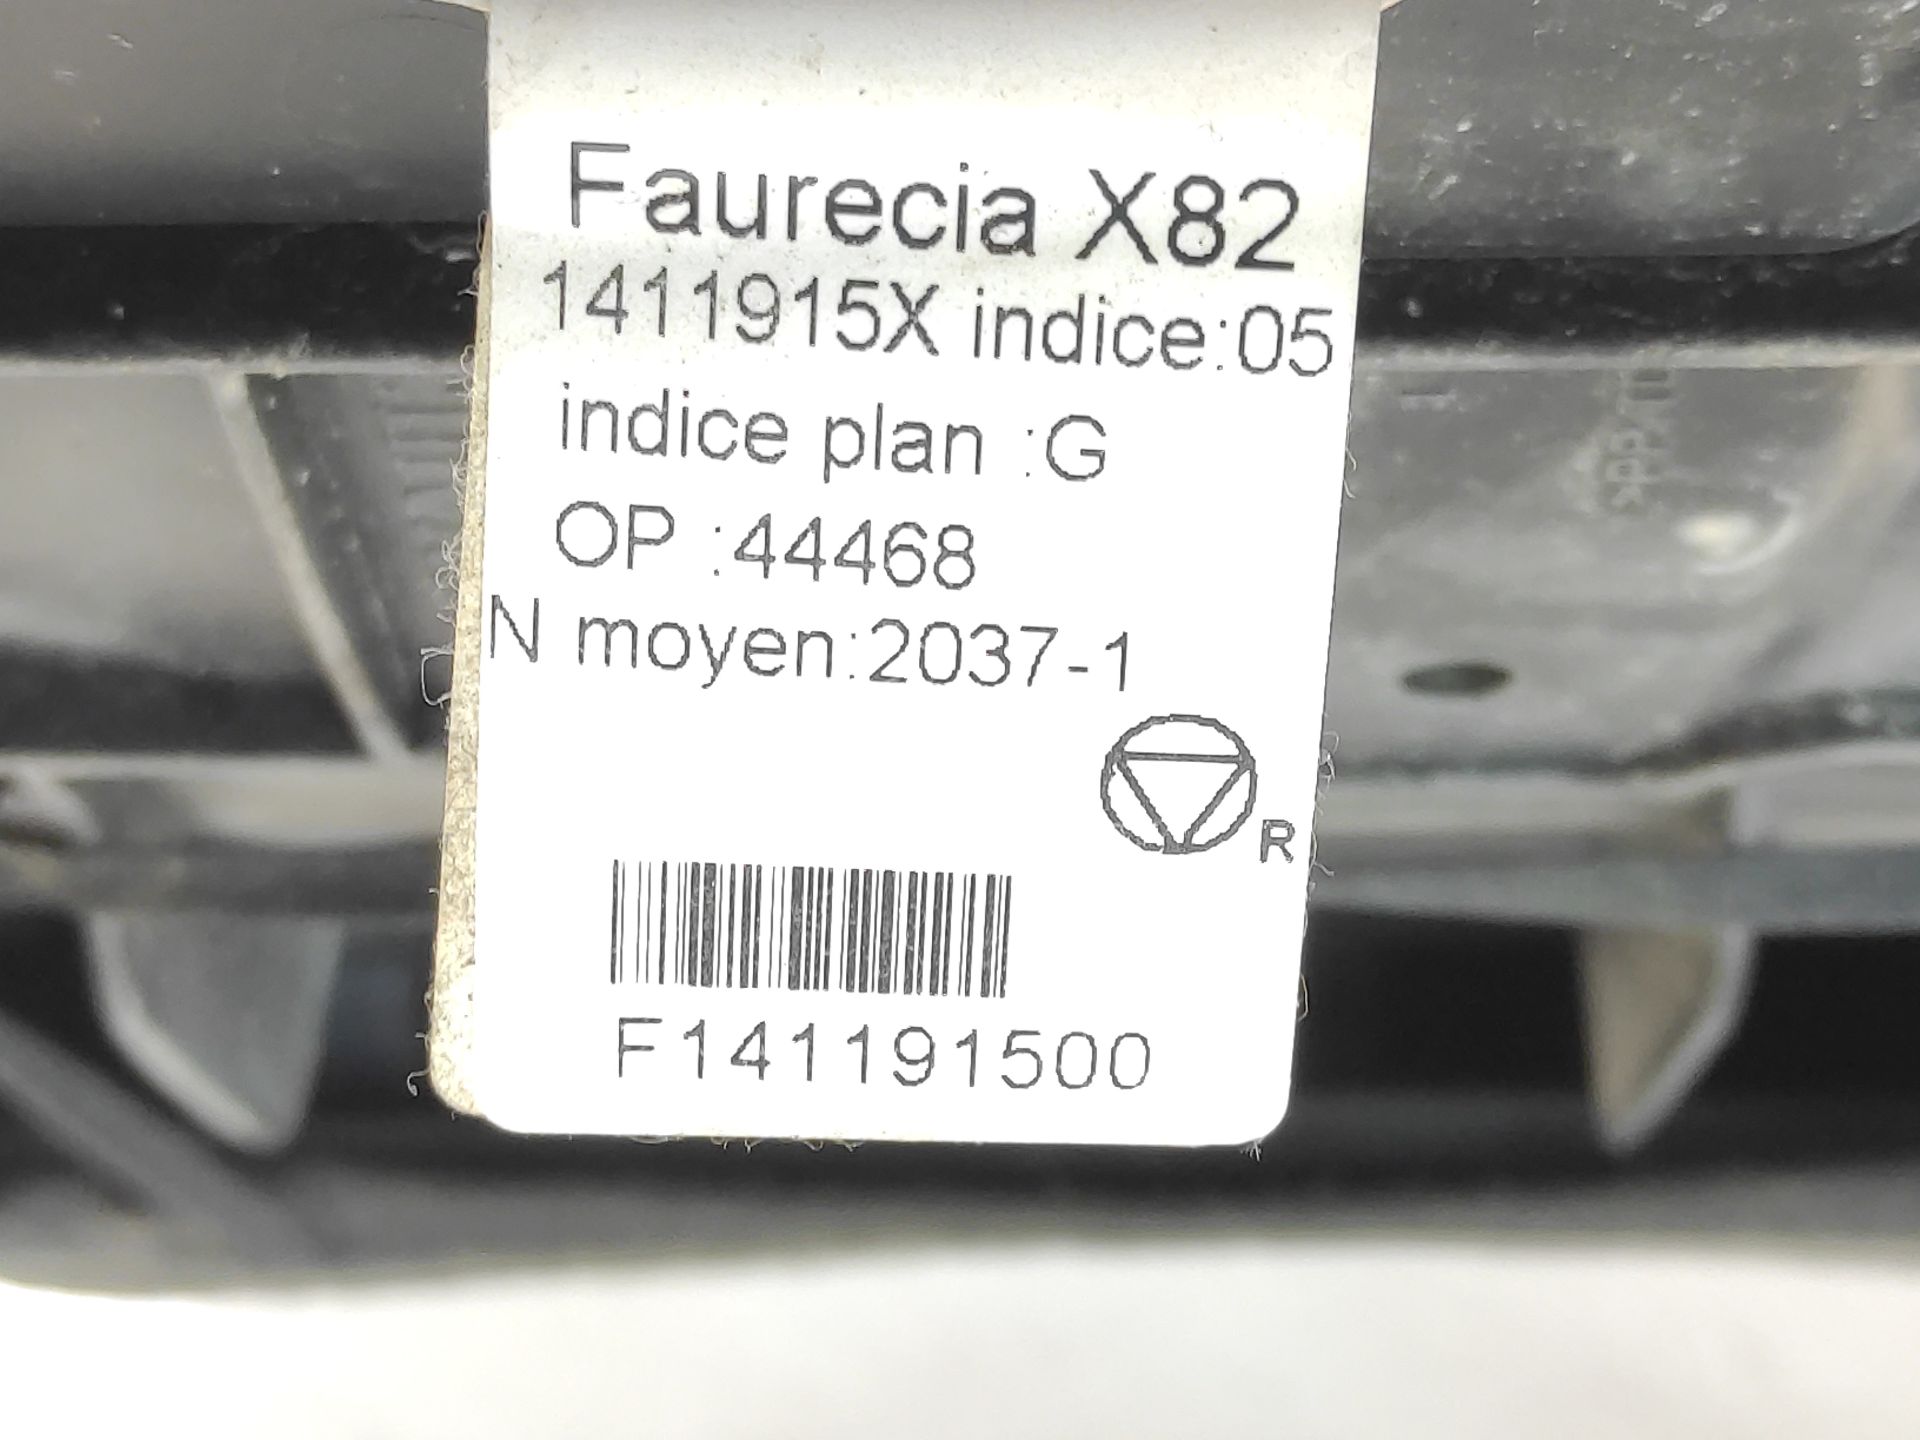 Faurecia X82
1411915X indice:05
indice plan :G
OP :44468
N moyen:2037-1
R
F141191500